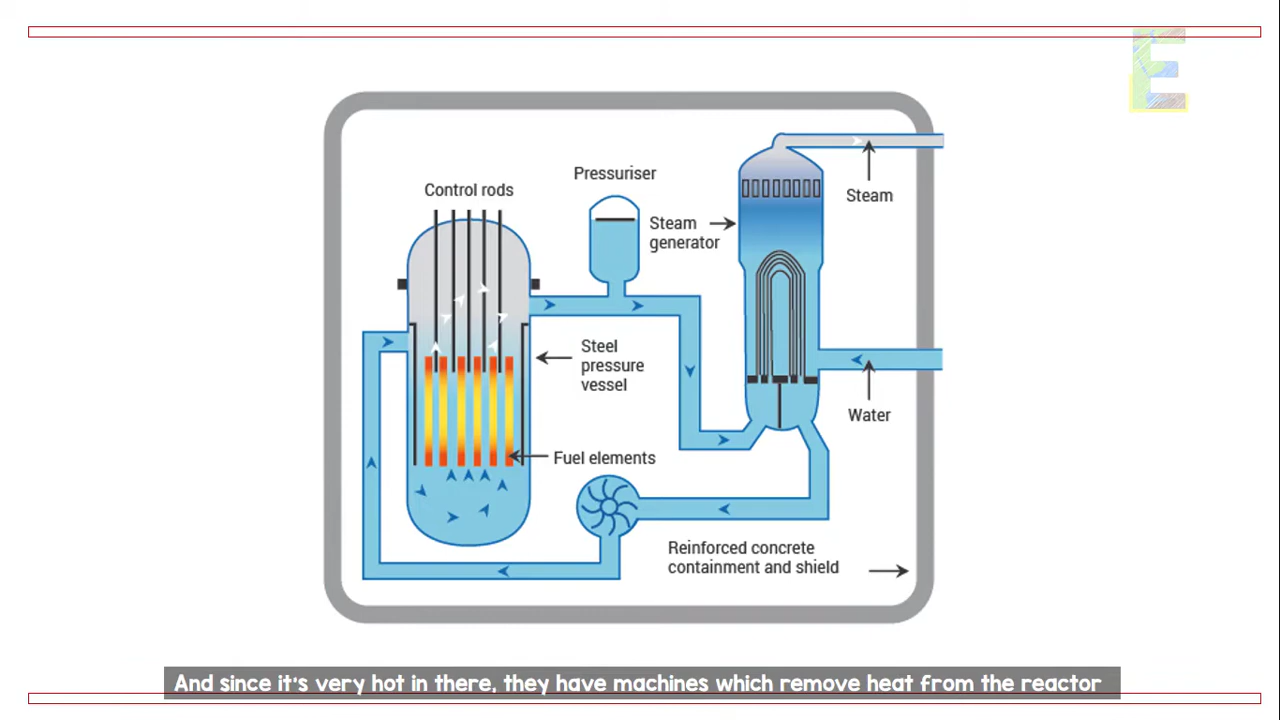 E
Pressuriser
Control rods
Steam
Steam
generator
Steel
pressure
vessel
Water
Fuel elements
Reinforced concrete
containment and shield
And since it's very hot in there, they have machines which remove heat from the reactor